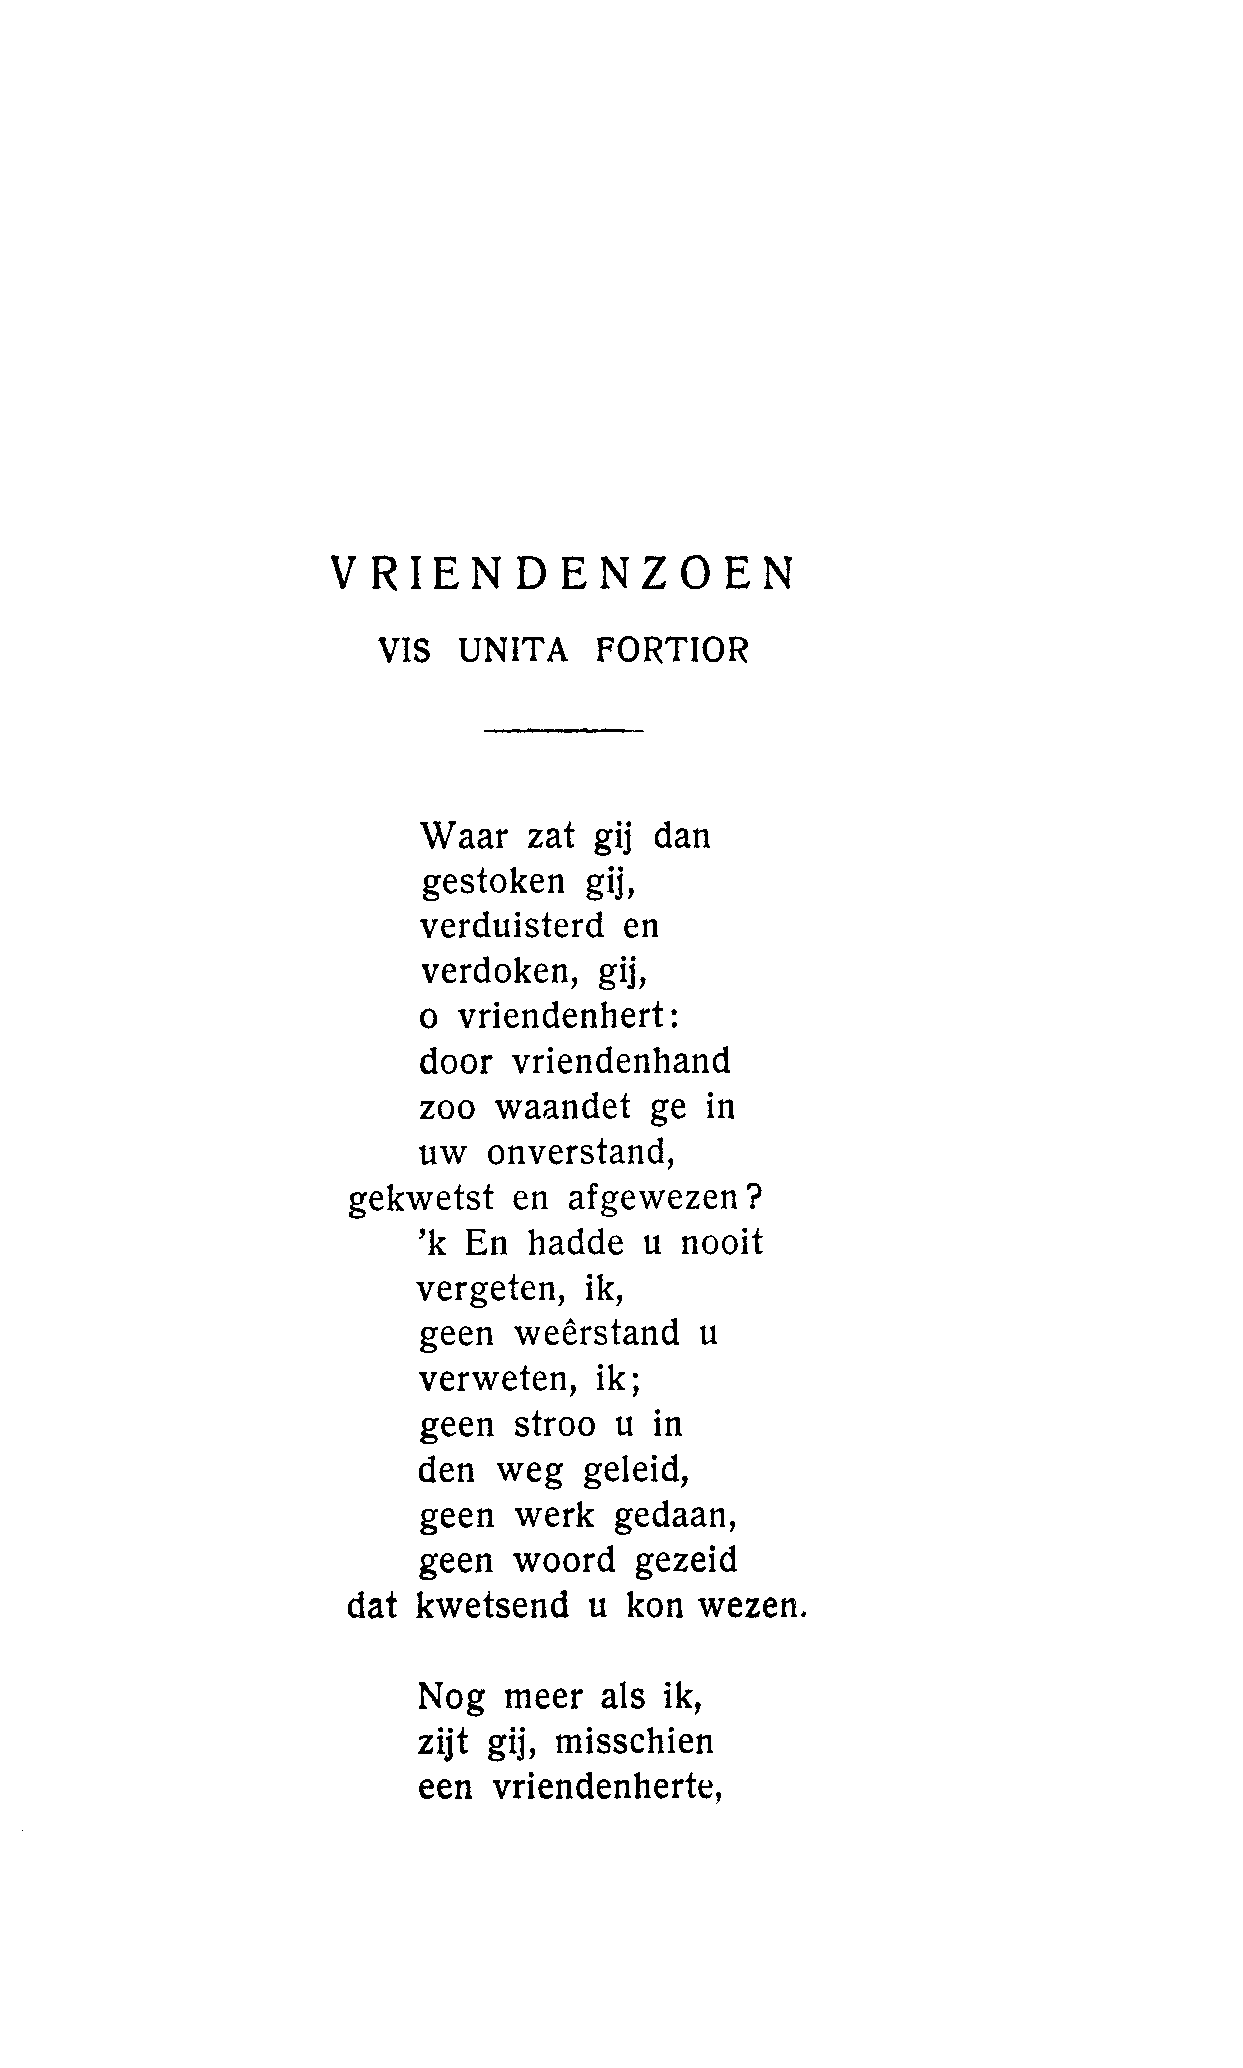 VRIENDENZOEN
VIS UNITA FORTIOR
Waar zat gij dan
gestoken gij,
verduisterd en
verdoken, gij,
o vriendenhert:
door vriendenhand
zoo waandet ge in
uw onverstand,
gekwetst en afgewezen?
'k En hadde u nooit
vergeten, ik,
geen weêrstand u
verweten, ik;
geen stroo u in
den weg geleid,
geen werk gedaan,
geen woord gezeid
dat kwetsend u kon wezen.
Nog meer als ik,
zijt gij, misschien
een vriendenherte,